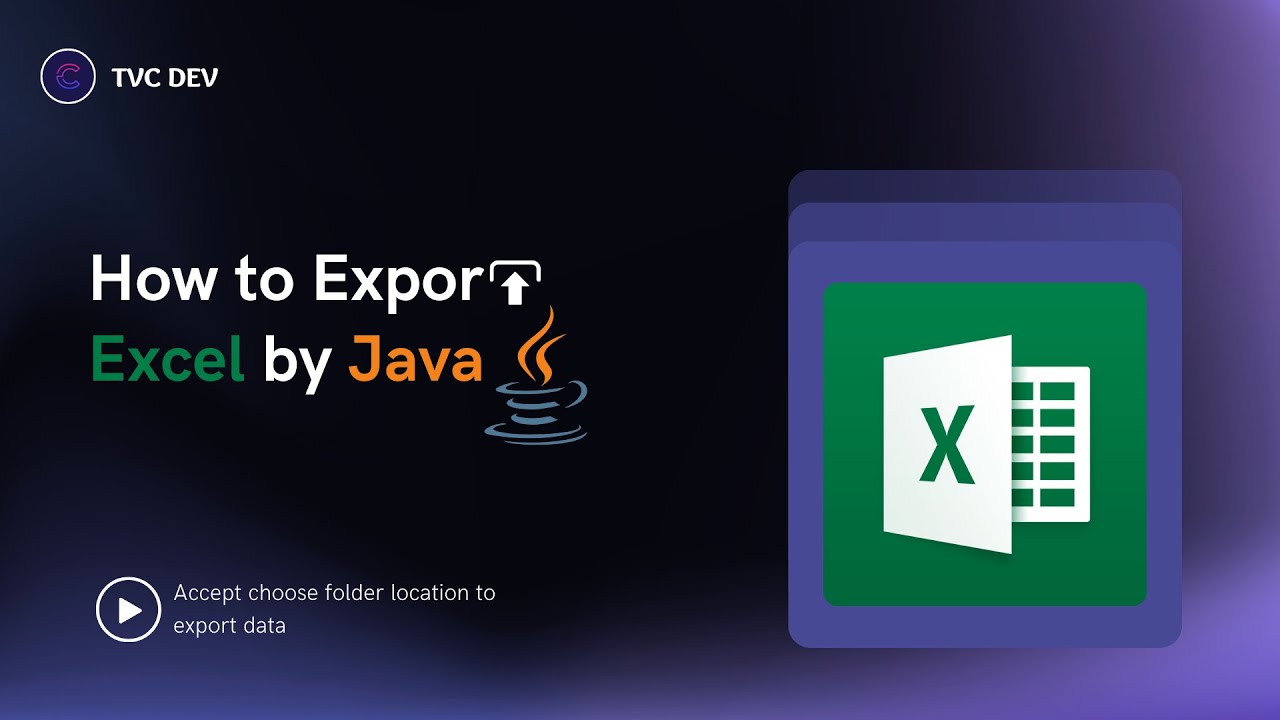 TVC DEV
How to Expor
Excel by Java
X
Accept choose folder location to
export data